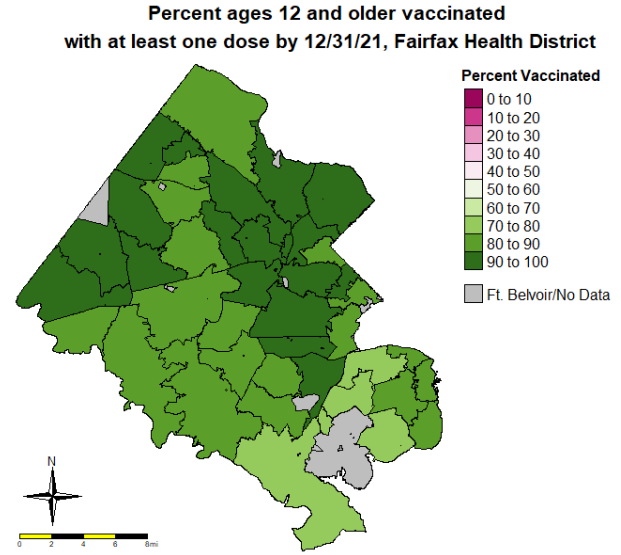 Percent ages 12 and older vaccinated
with at least one dose by 12/31/21, Fairfax Health District
Percent Vaccinated
0 to 10
10 to 20
20 to 30
30 to 40
40 to 50
50 to 60
60 to 70
70 to 80
80 to 90
90 to 100
Ft. Belvoir/No Data
N
0 2 4 6 8mi